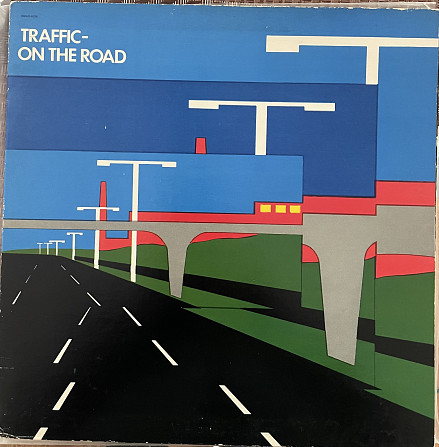 TRAFFIC-
ON THE ROAD